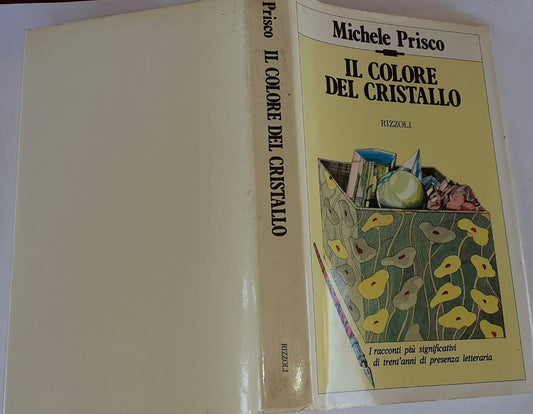 Prisco IL COLORE DEL CRISTALLO
RIZZOLI
Michele Prisco
IL COLORE
DEL CRISTALLO
RIZZOLI
I racconti più significativi
di trent'anni di presenza letteraria